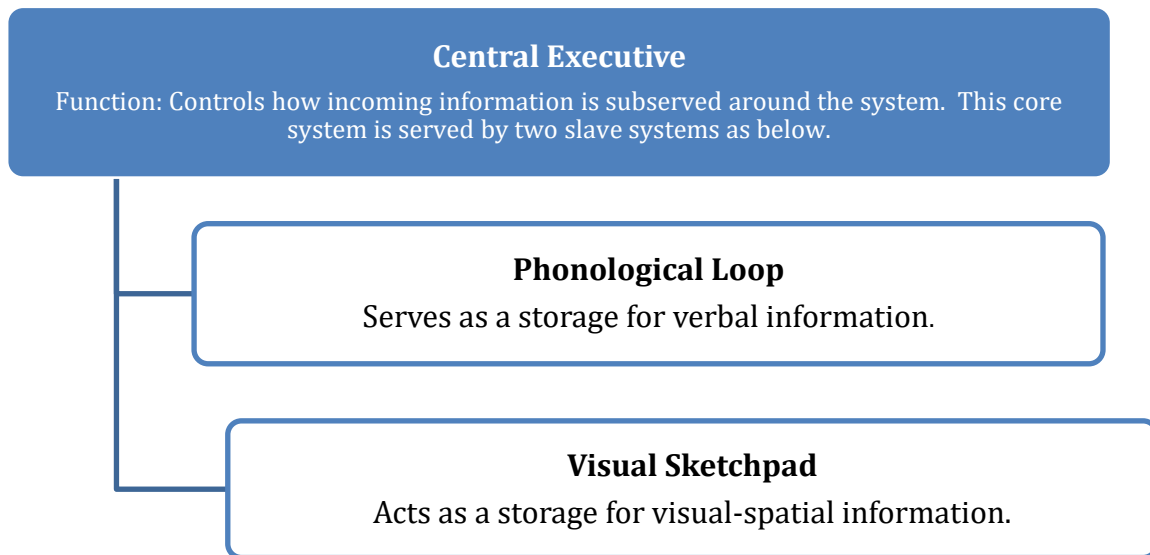 Central Executive
Function: Controls how incoming information is subserved around the system.  This core
system is served by two slave systems as below.
Phonological Loop
Serves as a storage for verbal information.
Visual Sketchpad
Acts as a storage for visual-spatial information.